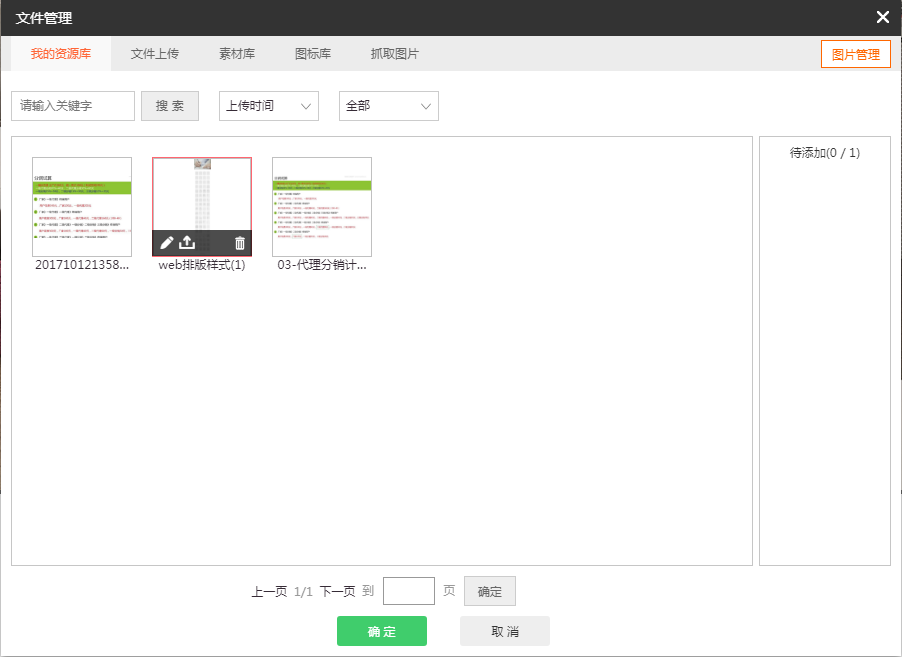 文件管理
我的资源库 文件上传 素材库 图标库 抓取图片 图片管理
请输入关键字 搜 索 上传时间 全部
待添加(0 / 1)
201710121358... web排版样式(1) 03-代理分销计...
上一页 1/1 下一页 到 页 确定
确 定 取 消